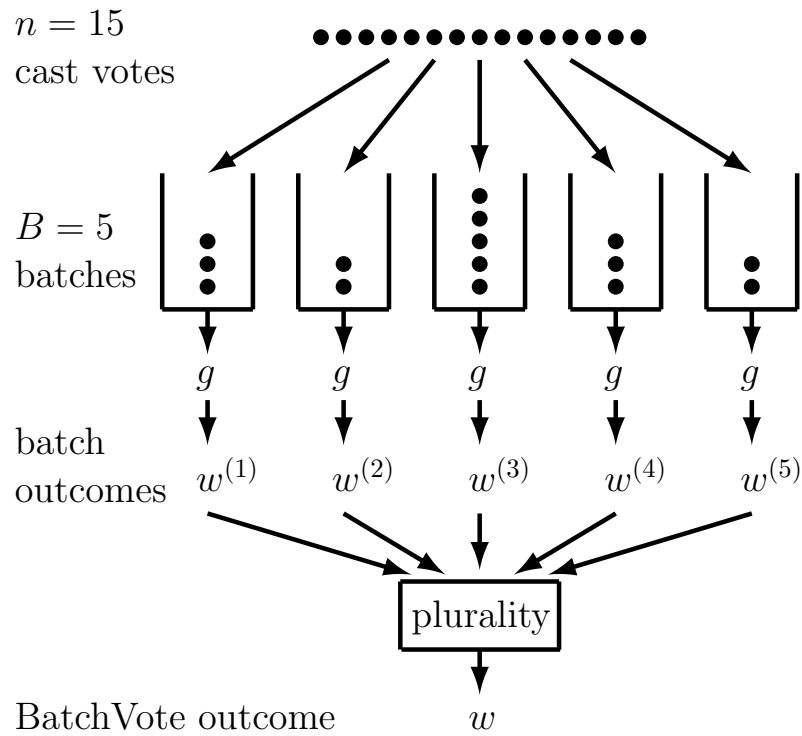 n = 15
cast votes
B = 5
batches
g g g g g
batch
outcomes w^{(1)} w^{(2)} w^{(3)} w^{(4)} w^{(5)}
plurality
BatchVote outcome w